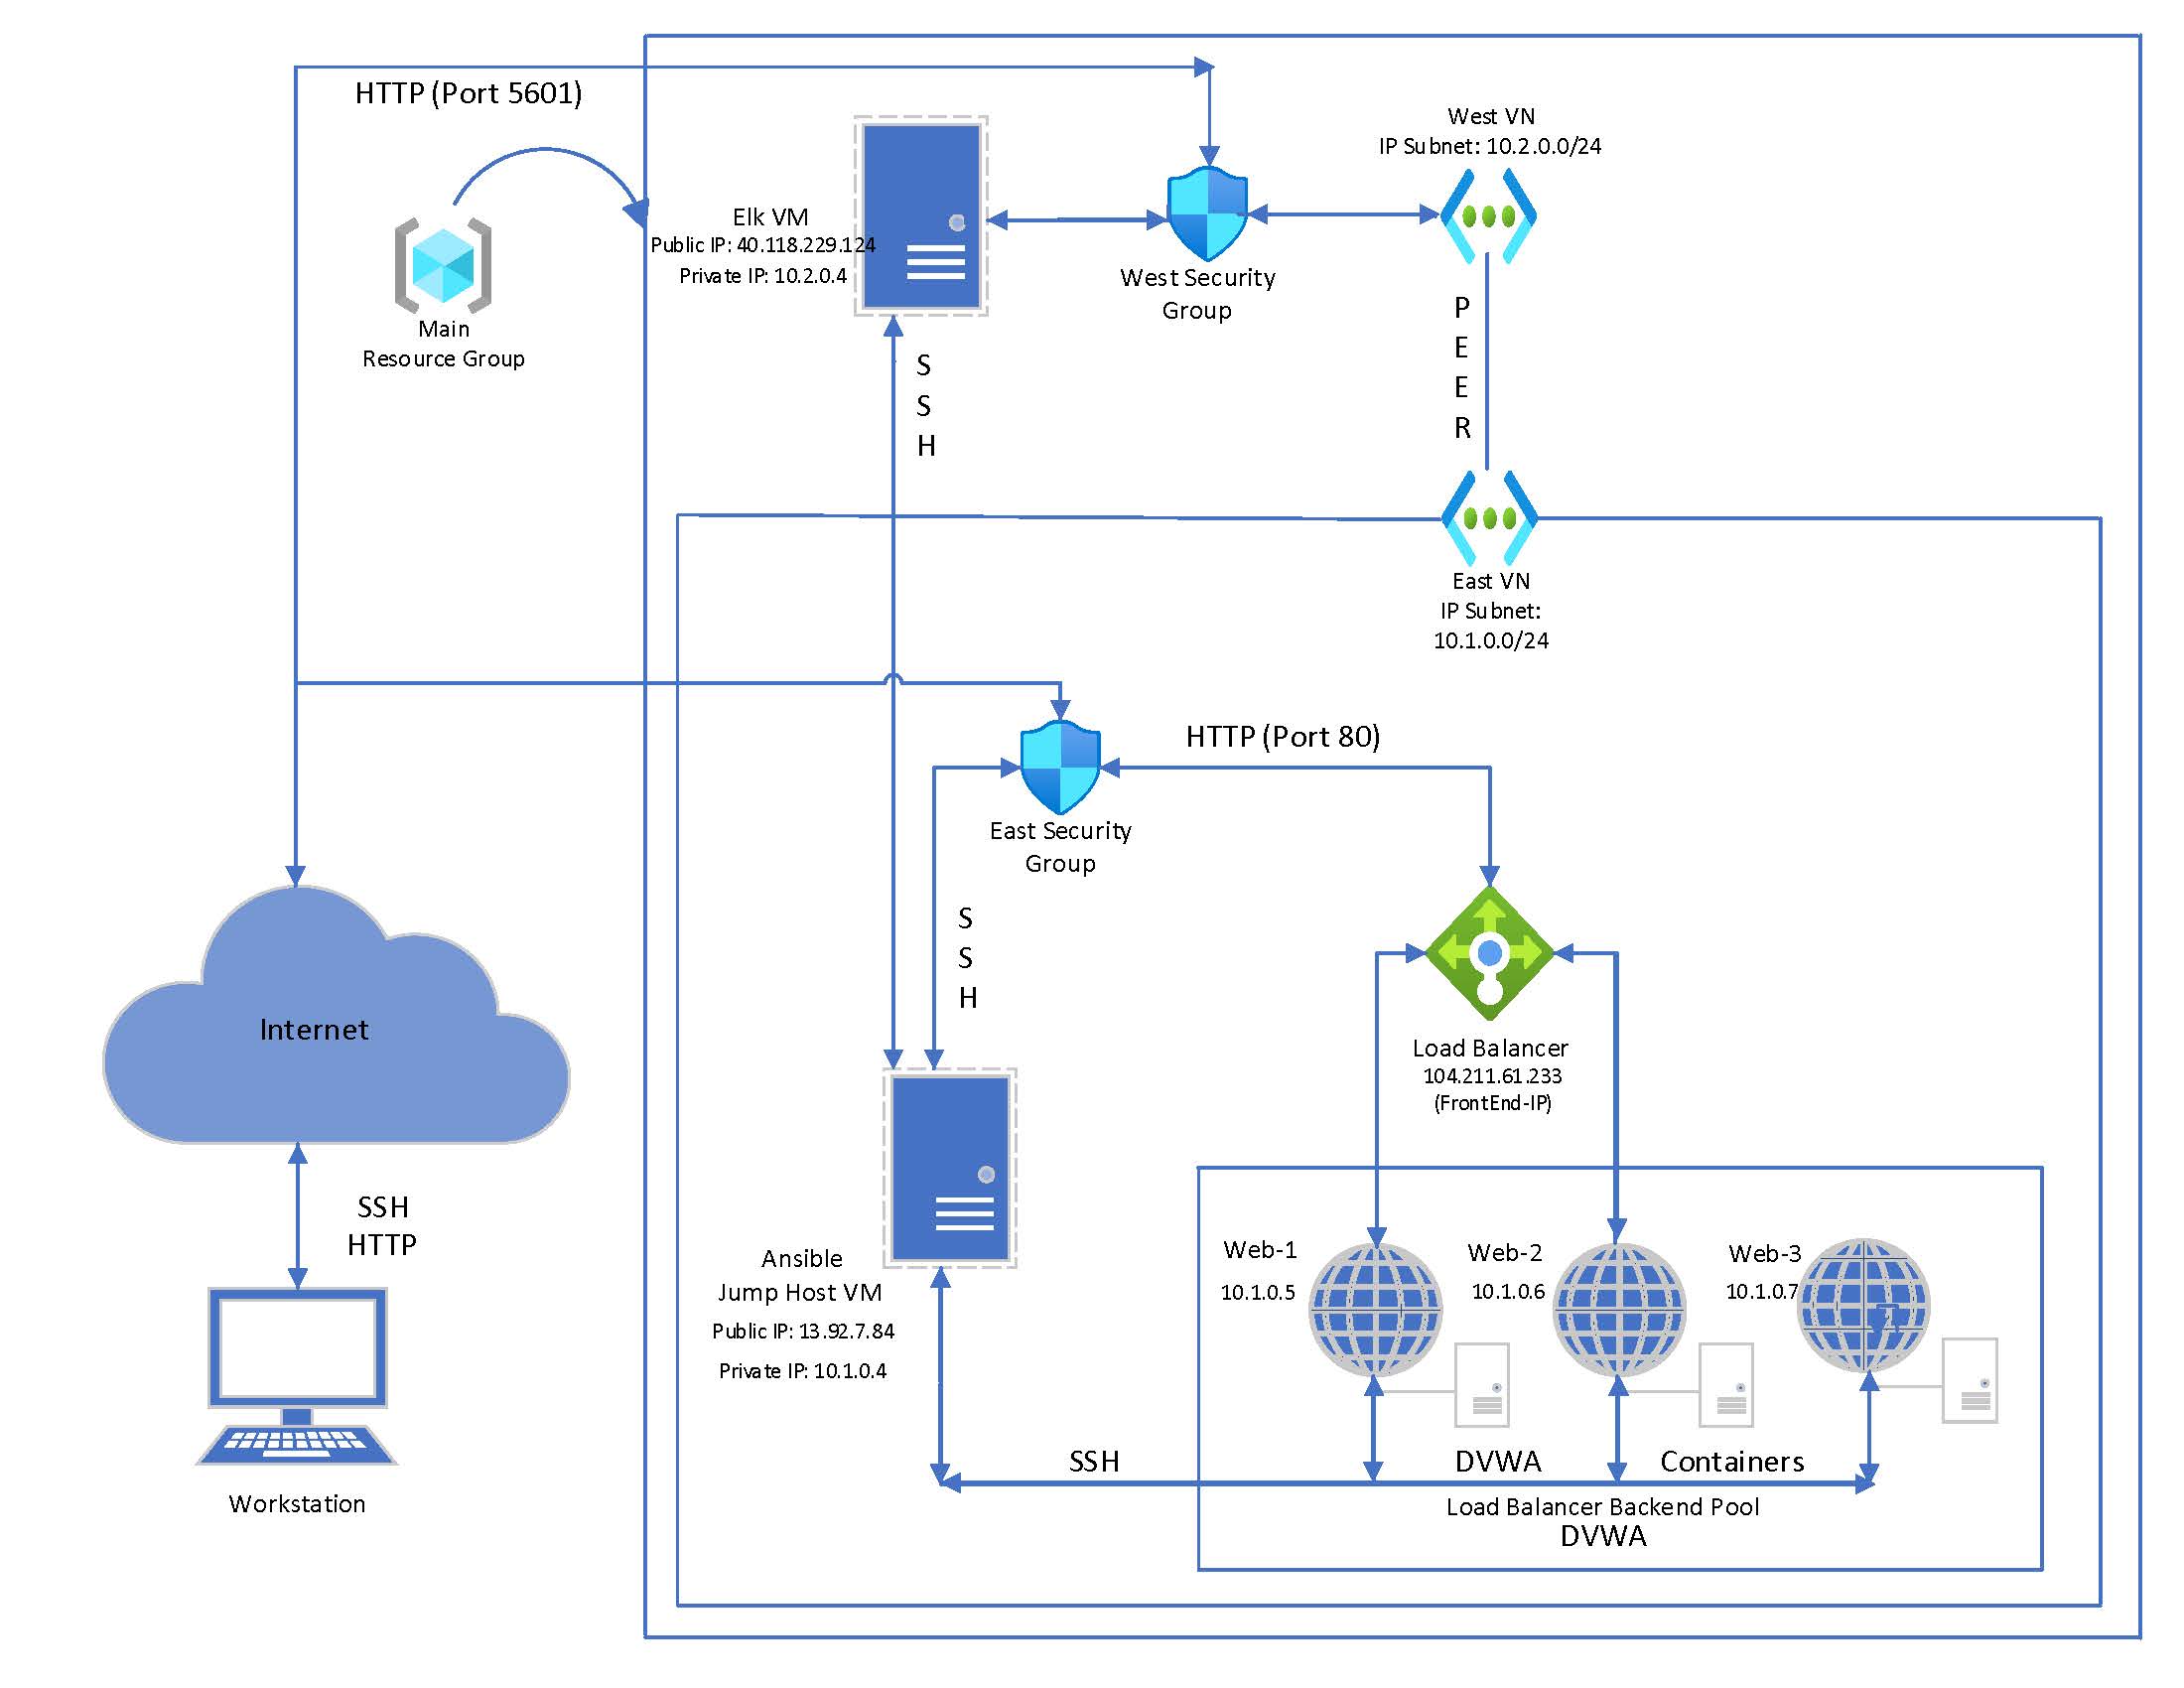 HTTP (Port 5601)
West VN
IP Subnet: 10.2.0.0/24
Elk VM
Public IP: 40.118.229.124
Private IP: 10.2.0.4
West Security
Group
Main
Resource Group
P
E
E
R
S
S
H
East VN
IP Subnet:
10.1.0.0/24
HTTP (Port 80)
East Security
Group
S
S
H
Internet
Load Balancer
104.211.61.233
(FrontEnd-IP)
SSH
HTTP
Ansible
Jump Host VM
Public IP: 13.92.7.84
Private IP: 10.1.0.4
Web-1
10.1.0.5
Web-2
10.1.0.6
Web-3
10.1.0.7
SSH
DVWA Containers
Load Balancer Backend Pool
DVWA
Workstation